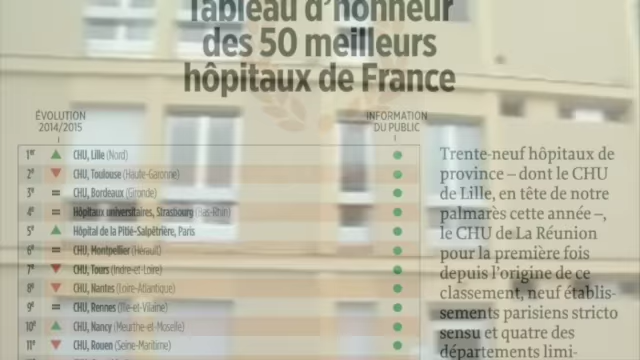 Tableau d'honneur
des 50 meilleurs
hôpitaux de France
ÉVOLUTION
2014/2015
INFORMATION
DU PUBLIC
1er CHU, Lille (Nord)
2e CHU, Toulouse (Haute-Garonne)
3e CHU, Bordeaux (Gironde)
4e Hôpitaux universitaires, Strasbourg (Bas-Rhin)
5e Hôpital de la Pitié-Salpêtrière, Paris
6e CHU, Montpellier (Hérault)
7e CHU, Tours (Indre-et-Loire)
8e CHU, Nantes (Loire-Atlantique)
9e CHU, Rennes (Ille-et-Vilaine)
10e CHU, Nancy (Meurthe-et-Moselle)
11e CHU, Rouen (Seine-Maritime)
Trente-neuf hôpitaux de
province – dont le CHU
de Lille, en tête de notre
palmarès cette année –,
le CHU de La Réunion
pour la première fois
depuis l'origine de ce
classement, neuf établis-
sements parisiens stricto
sensu et quatre des
départements limi-